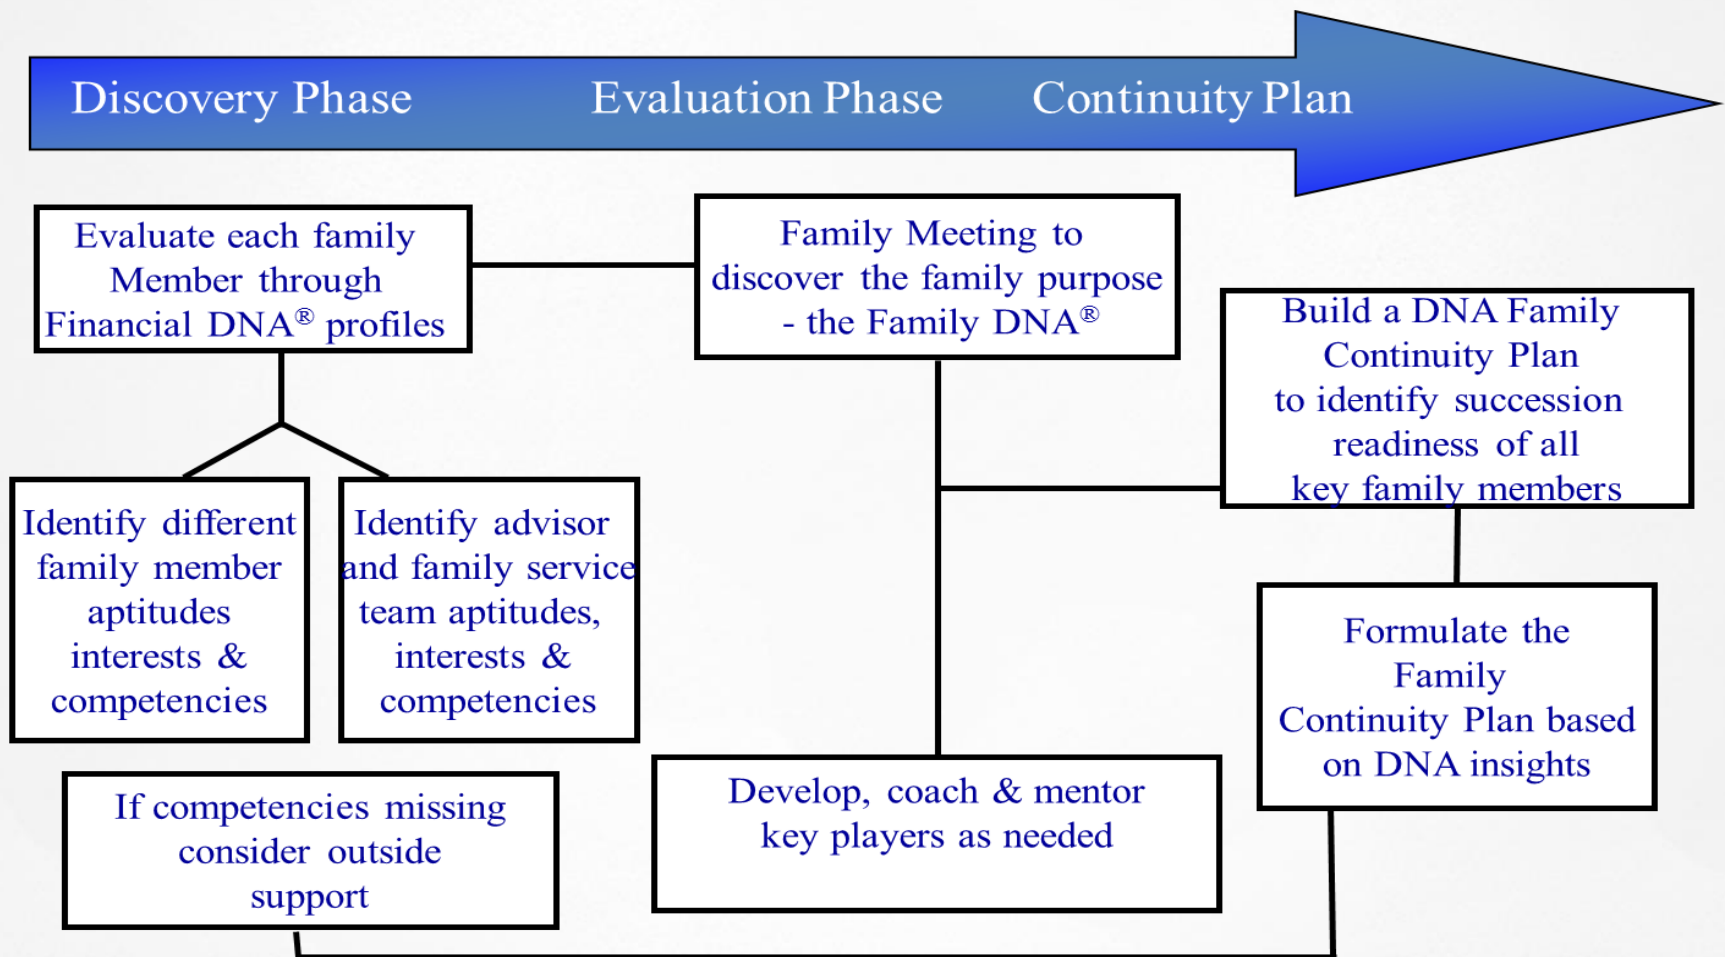 Discovery Phase
Evaluation Phase
Continuity Plan
Evaluate each family
Member through
Financial DNA® profiles
Family Meeting to
discover the family purpose
- the Family DNA®
Build a DNA Family
Continuity Plan
to identify succession
readiness of all
key family members
Identify different
family member
aptitudes
interests &
competencies
Identify advisor
and family service
team aptitudes,
interests &
competencies
Formulate the
Family
Continuity Plan based
on DNA insights
If competencies missing
consider outside
support
Develop, coach & mentor
key players as needed